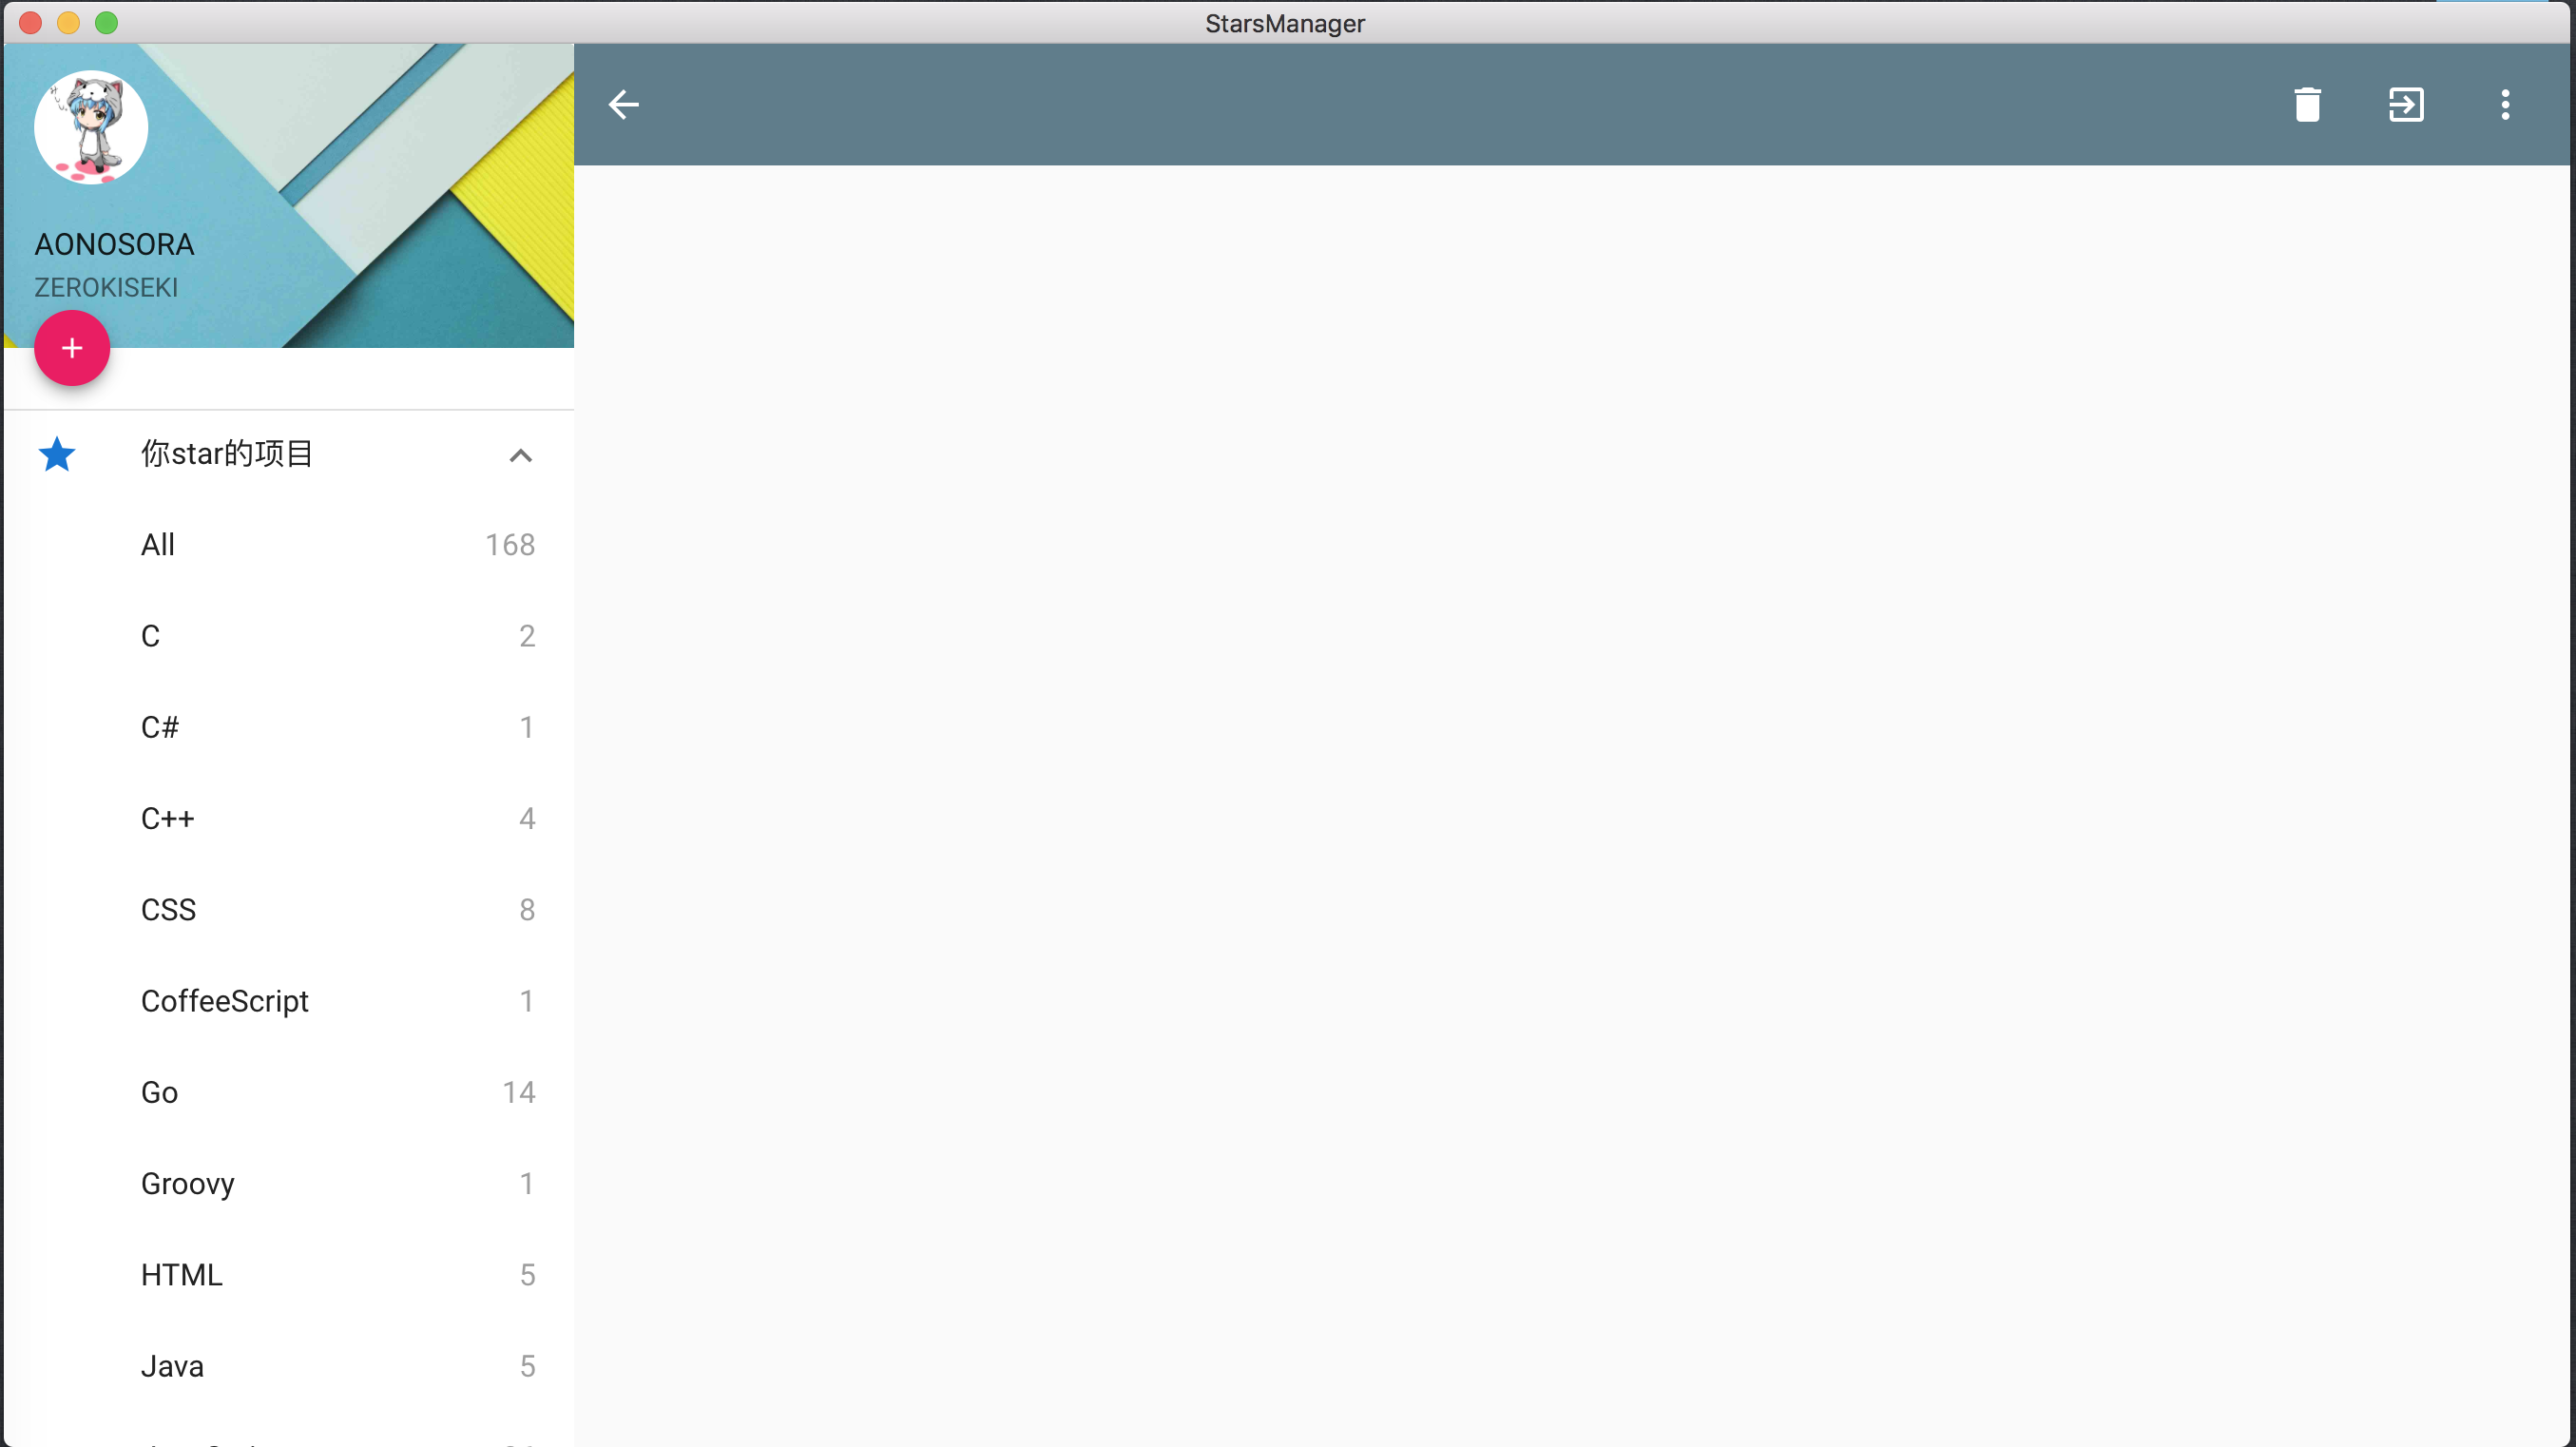 StarsManager
AONOSORA
ZEROKISEKI
你star的项目
All 168
C 2
C# 1
C++ 4
CSS 8
CoffeeScript 1
Go 14
Groovy 1
HTML 5
Java 5